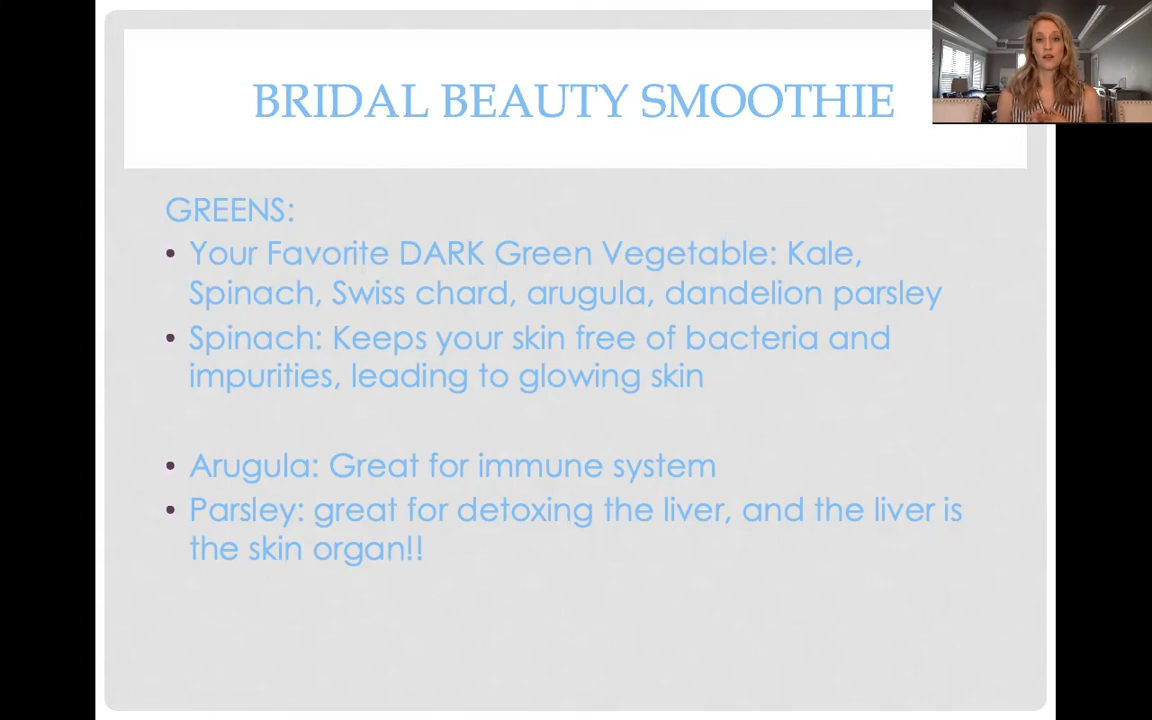 BRIDAL BEAUTY SMOOTHIE
GREENS:
• Your Favorite DARK Green Vegetable: Kale,
Spinach, Swiss chard, arugula, dandelion parsley
• Spinach: Keeps your skin free of bacteria and
impurities, leading to glowing skin
• Arugula: Great for immune system
• Parsley: great for detoxing the liver, and the liver is
the skin organ!!